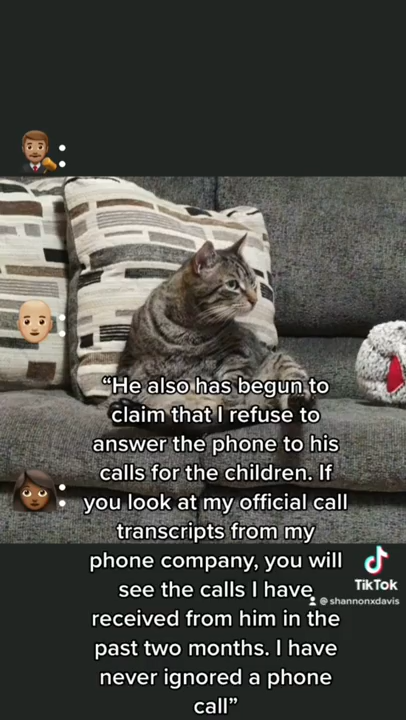 :
:
:
“He also has begun to
claim that I refuse to
answer the phone to his
calls for the children. If
you look at my official call
transcripts from my
phone company, you will
see the calls I have
received from him in the
past two months. I have
never ignored a phone
call”
TikTok
@shannonxdavis